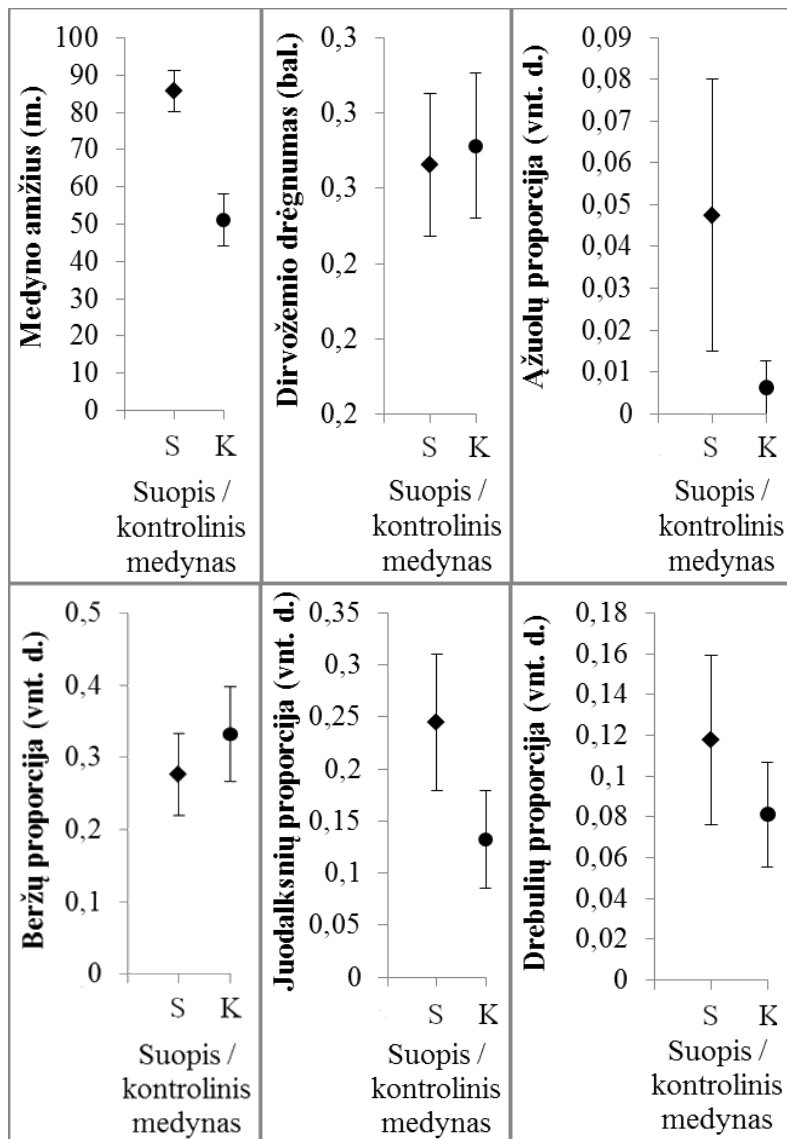 Medyno amžius (m.)
100
90
80
70
60
50
40
30
20
10
0
S K
Suopis /
kontrolinis
medynas
Dirvožemio drėgnumas (bal.)
0,3
0,3
0,3
0,2
0,2
0,2
S K
Suopis /
kontrolinis
medynas
Ąžuolų proporcija (vnt. d.)
0,09
0,08
0,07
0,06
0,05
0,04
0,03
0,02
0,01
0
S K
Suopis /
kontrolinis
medynas
Beržų proporcija (vnt. d.)
0,5
0,4
0,3
0,2
0,1
0
S K
Suopis /
kontrolinis
medynas
Juodalksnių proporcija (vnt. d.)
0,35
0,3
0,25
0,2
0,15
0,1
0,05
0
S K
Suopis /
kontrolinis
medynas
Drebulių proporcija (vnt. d.)
0,18
0,16
0,14
0,12
0,1
0,08
0,06
0,04
0,02
0
S K
Suopis /
kontrolinis
medynas